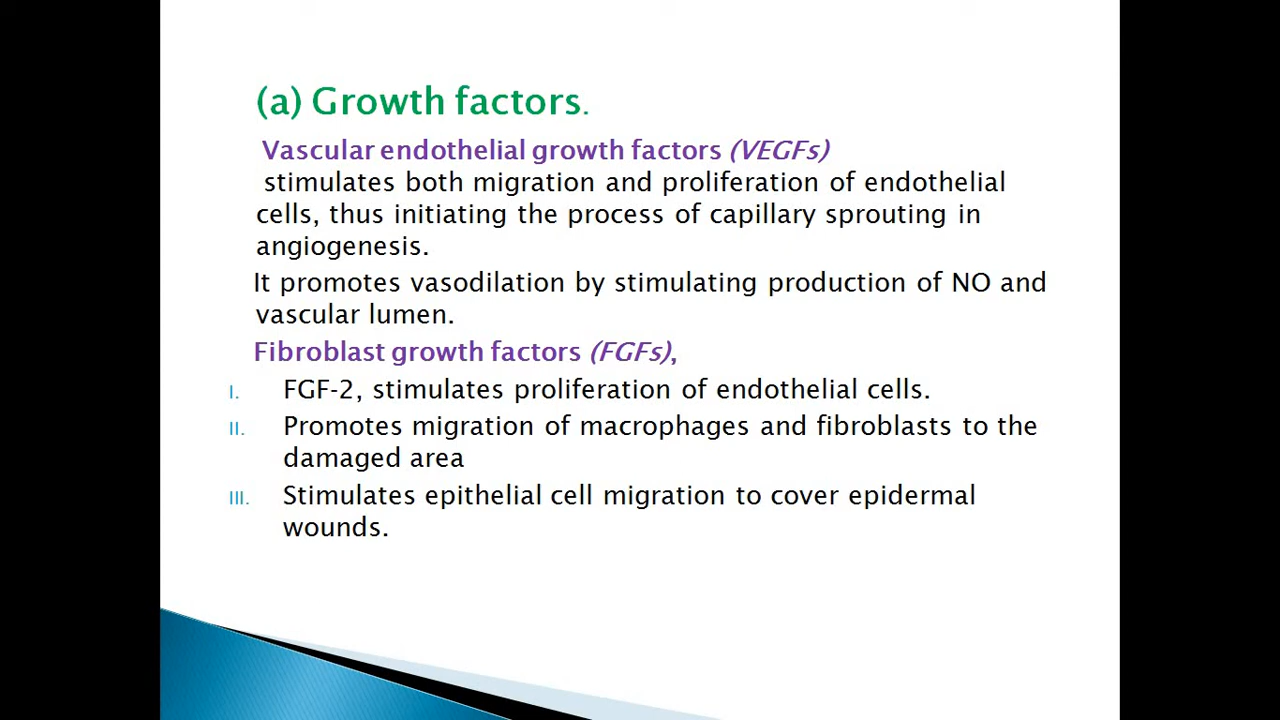 (a) Growth factors.
Vascular endothelial growth factors (VEGFs)
stimulates both migration and proliferation of endothelial
cells, thus initiating the process of capillary sprouting in
angiogenesis.
It promotes vasodilation by stimulating production of NO and
vascular lumen.
Fibroblast growth factors (FGFs),
I. FGF-2, stimulates proliferation of endothelial cells.
II. Promotes migration of macrophages and fibroblasts to the
damaged area
III. Stimulates epithelial cell migration to cover epidermal
wounds.